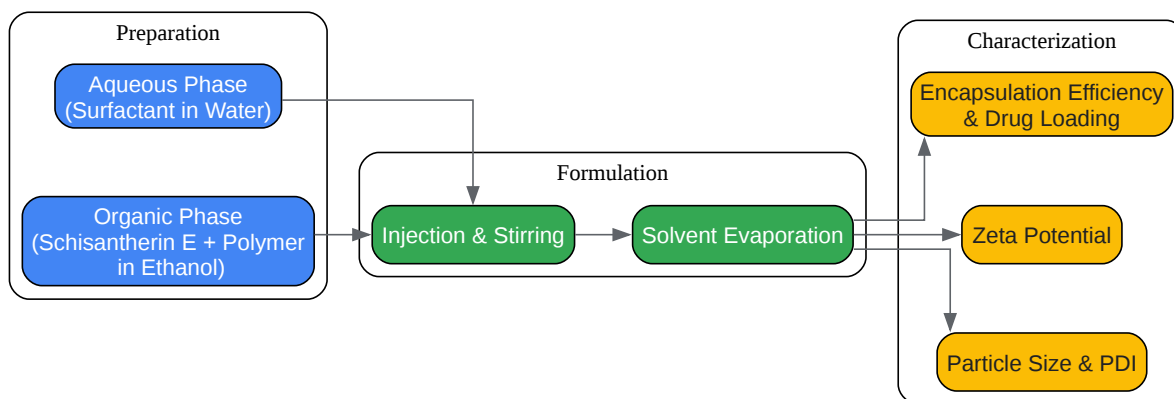 Preparation
Aqueous Phase
(Surfactant in Water)
Organic Phase
(Schisantherin E + Polymer
in Ethanol)
Formulation
Injection & Stirring
Solvent Evaporation
Characterization
Encapsulation Efficiency
& Drug Loading
Zeta Potential
Particle Size & PDI